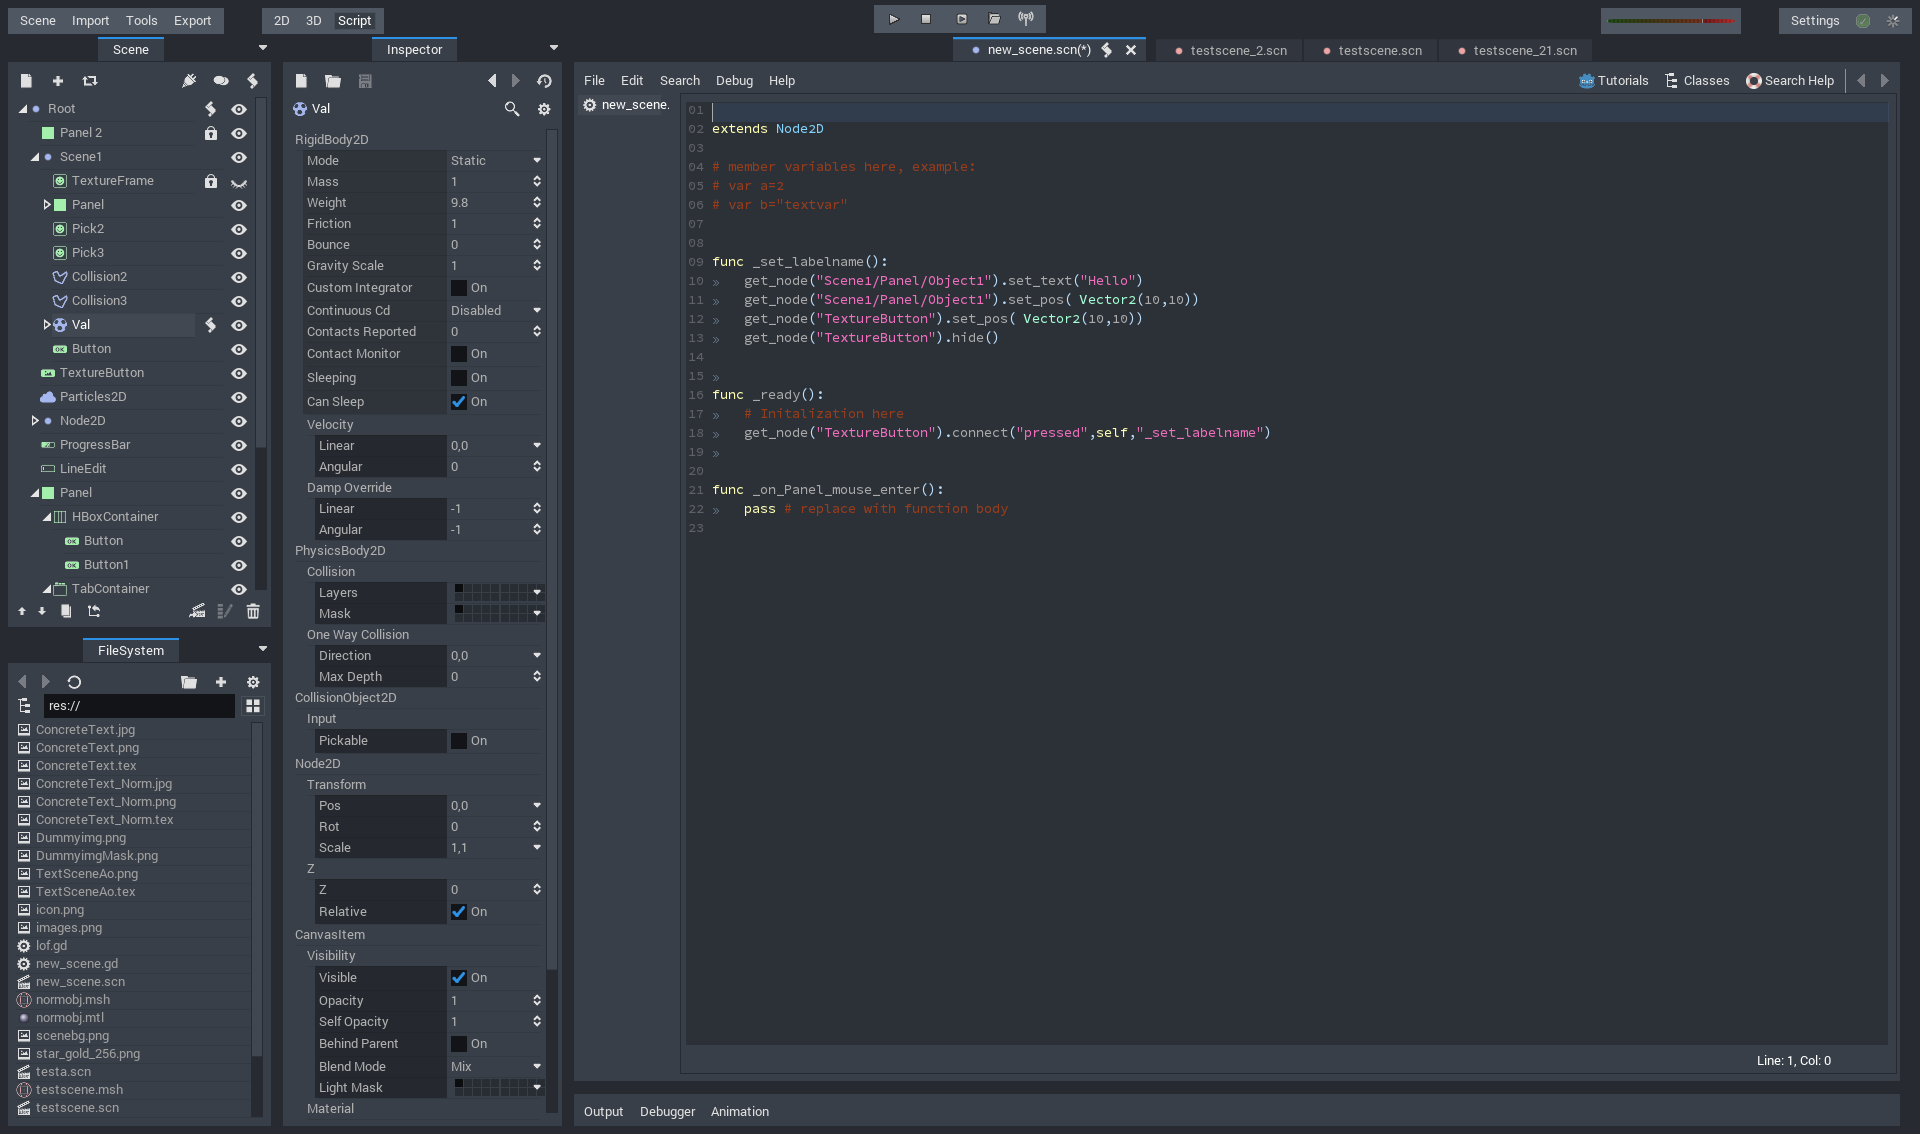 Scene Import Tools Export 2D 3D Script Settings
Scene Inspector new_scene.scn(*) testscene_2.scn testscene.scn testscene_21.scn
Root
Panel 2
Scene1
TextureFrame
Panel
Pick2
Pick3
Collision2
Collision3
Val
Button
TextureButton
Particles2D
Node2D
ProgressBar
LineEdit
Panel
HBoxContainer
Button
Button1
TabContainer
FileSystem
res://
ConcreteText.jpg
ConcreteText.png
ConcreteText.tex
ConcreteText_Norm.jpg
ConcreteText_Norm.png
ConcreteText_Norm.tex
Dummyimg.png
DummyimgMask.png
TextSceneAo.png
TextSceneAo.tex
icon.png
images.png
lof.gd
new_scene.gd
new_scene.scn
normobj.msh
normobj.mtl
scenebg.png
star_gold_256.png
testa.scn
testscene.msh
testscene.scn
Val
RigidBody2D
Mode Static
Mass 1
Weight 9.8
Friction 1
Bounce 0
Gravity Scale 1
Custom Integrator On
Continuous Cd Disabled
Contacts Reported 0
Contact Monitor On
Sleeping On
Can Sleep On
Velocity
Linear 0,0
Angular 0
Damp Override
Linear -1
Angular -1
PhysicsBody2D
Collision
Layers
Mask
One Way Collision
Direction 0,0
Max Depth 0
CollisionObject2D
Input
Pickable On
Node2D
Transform
Pos 0,0
Rot 0
Scale 1,1
Z
Z 0
Relative On
CanvasItem
Visibility
Visible On
Opacity 1
Self Opacity 1
Behind Parent On
Blend Mode Mix
Light Mask
Material
File Edit Search Debug Help Tutorials Classes Search Help
new_scene.
01
02 extends Node2D
03
04 # member variables here, example:
05 # var a=2
06 # var b="textvar"
07
08
09 func _set_labelname():
10 » get_node("Scene1/Panel/Object1").set_text("Hello")
11 » get_node("Scene1/Panel/Object1").set_pos( Vector2(10,10))
12 » get_node("TextureButton").set_pos( Vector2(10,10))
13 » get_node("TextureButton").hide()
14
15 »
16 func _ready():
17 » # Initalization here
18 » get_node("TextureButton").connect("pressed",self,"_set_labelname")
19 »
20
21 func _on_Panel_mouse_enter():
22 » pass # replace with function body
23
Line: 1, Col: 0
Output Debugger Animation